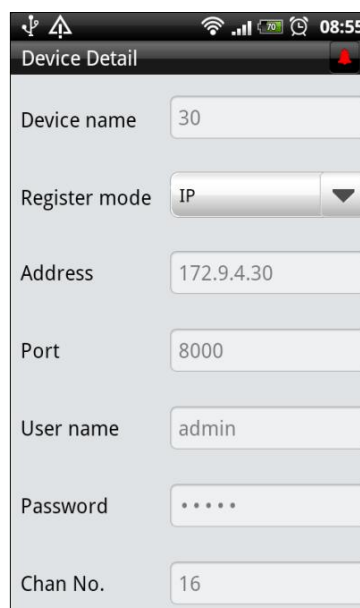 70 08:55
Device Detail
Device name 30
Register mode IP
Address 172.9.4.30
Port 8000
User name admin
Password •••••
Chan No. 16